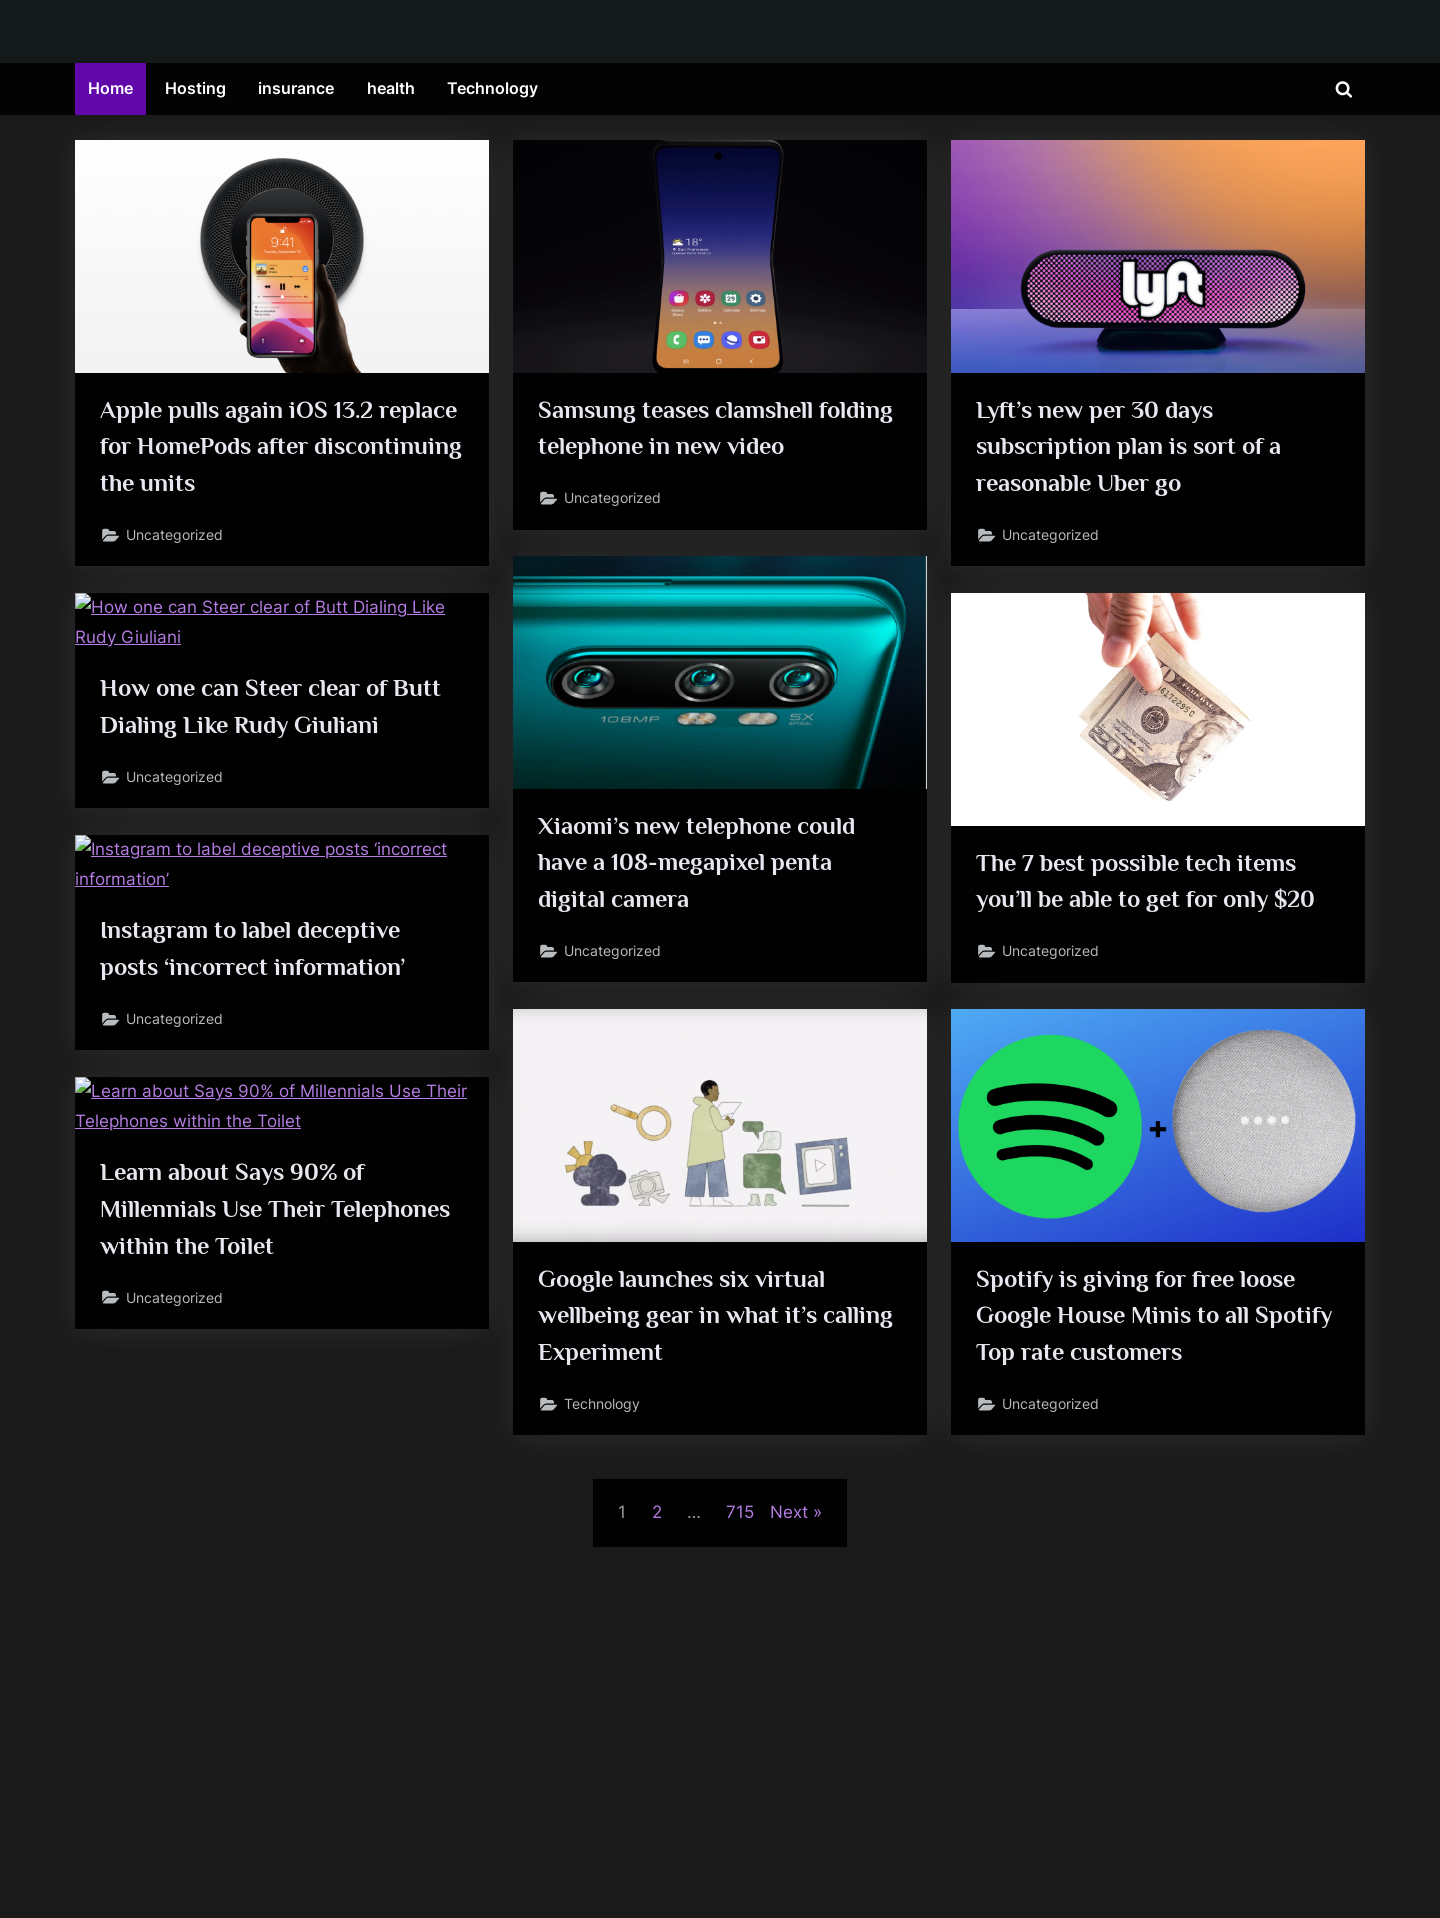 Home
Hosting
insurance
health
Technology
9:41
Apple pulls again iOS 13.2 replace
for HomePods after discontinuing
the units
Uncategorized
How one can Steer clear of Butt Dialing Like
Rudy Giuliani
How one can Steer clear of Butt
Dialing Like Rudy Giuliani
Uncategorized
Instagram to label deceptive posts ‘incorrect
information’
Instagram to label deceptive
posts ‘incorrect information’
Uncategorized
Learn about Says 90% of Millennials Use Their
Telephones within the Toilet
Learn about Says 90% of
Millennials Use Their Telephones
within the Toilet
Uncategorized
18°
San Francisco
Samsung teases clamshell folding
telephone in new video
Uncategorized
108MP
5X
Xiaomi’s new telephone could
have a 108-megapixel penta
digital camera
Uncategorized
Google launches six virtual
wellbeing gear in what it’s calling
Experiment
Technology
lyft
Lyft’s new per 30 days
subscription plan is sort of a
reasonable Uber go
Uncategorized
The 7 best possible tech items
you’ll be able to get for only $20
Uncategorized
+
Spotify is giving for free loose
Google House Minis to all Spotify
Top rate customers
Uncategorized
1 2 … 715 Next »